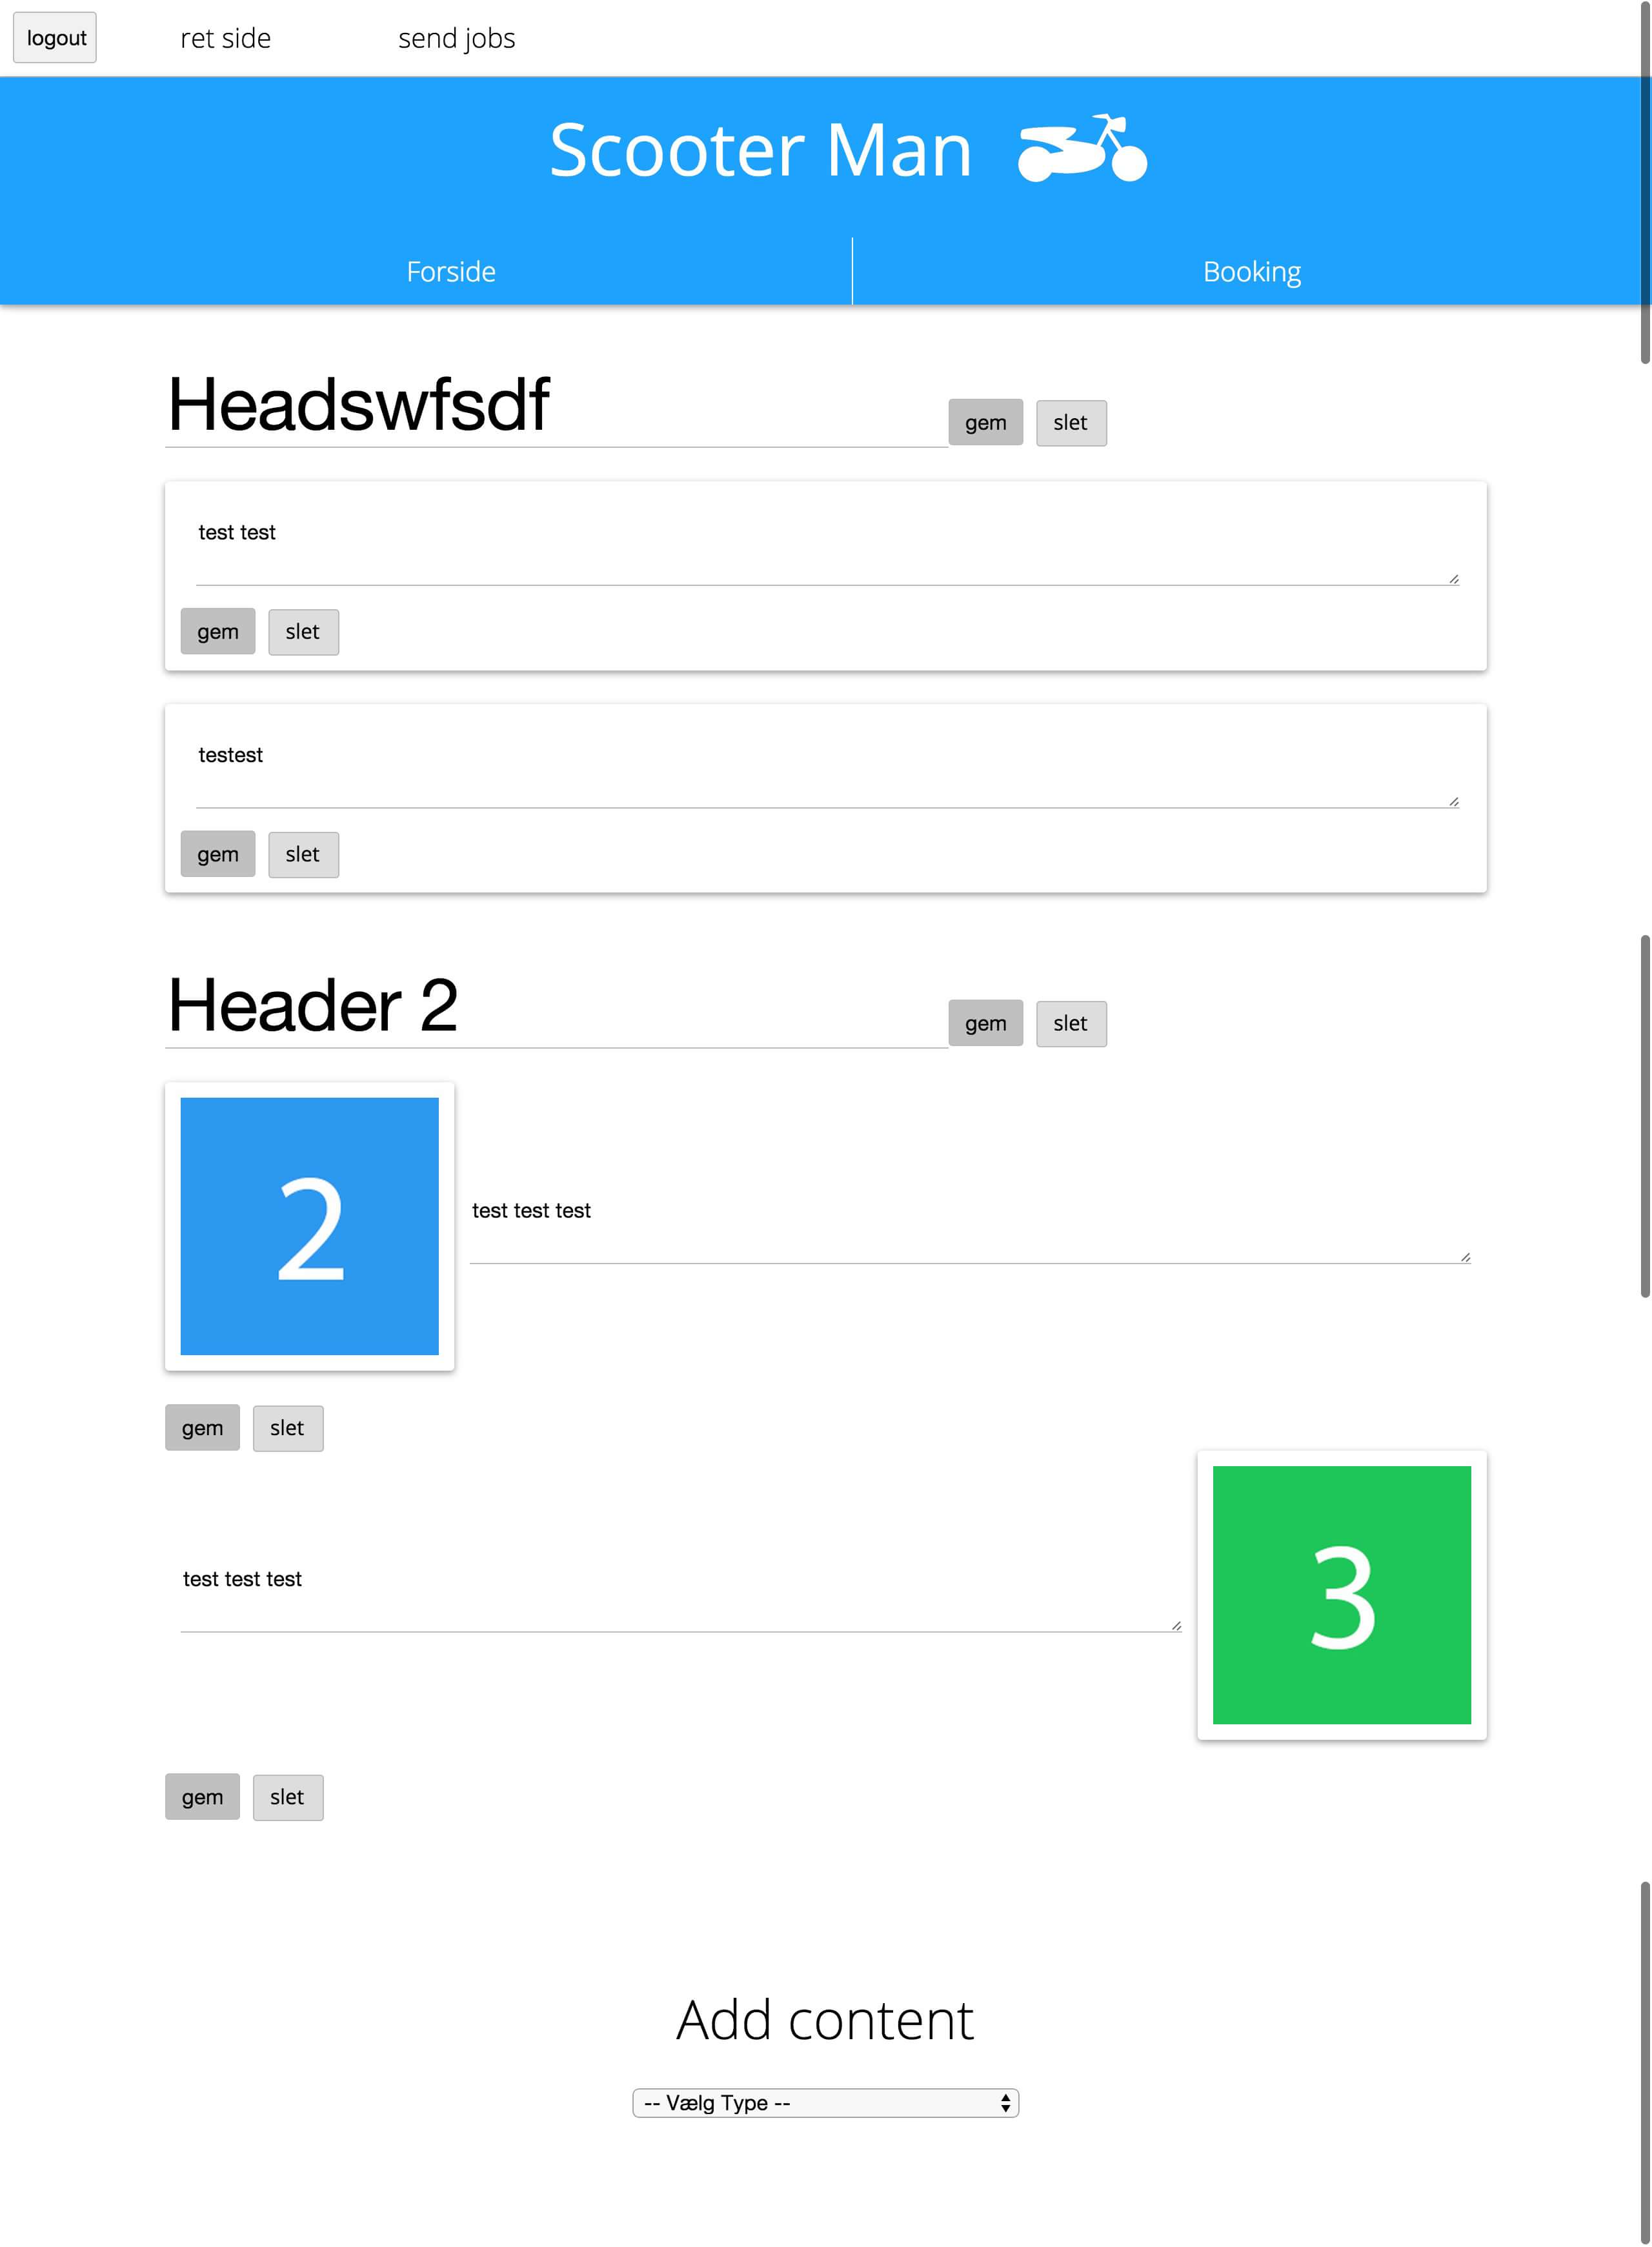 logout ret side send jobs
Scooter Man
Forside Booking
Headswfsdf gem slet
test test
gem slet
testest
gem slet
Header 2 gem slet
2
test test test
gem slet
test test test
3
gem slet
Add content
-- Vælg Type --